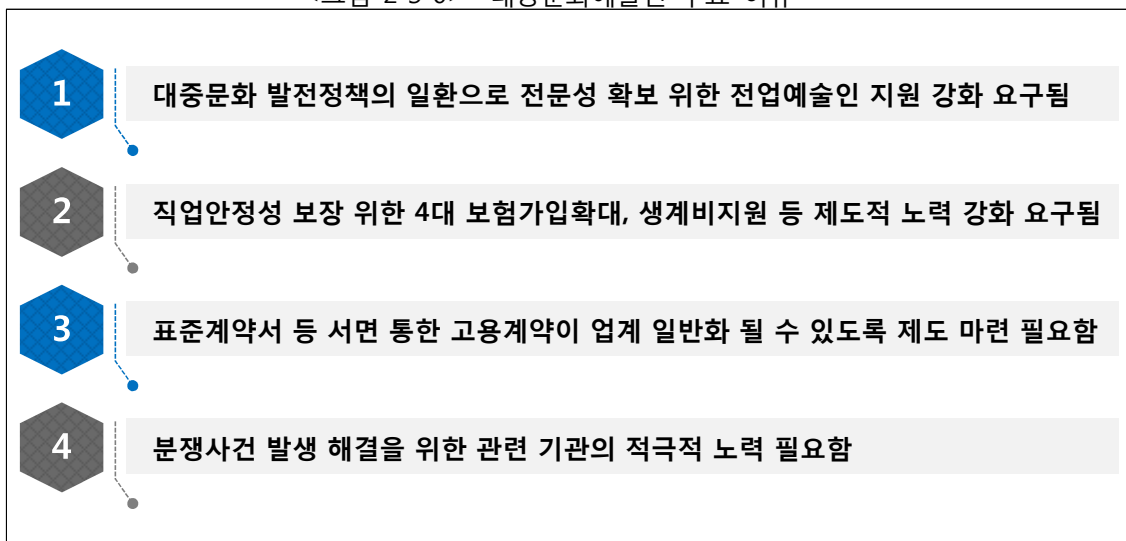 1
대중문화 발전정책의 일환으로 전문성 확보 위한 전업예술인 지원 강화 요구됨
2
직업안정성 보장 위한 4대 보험가입확대, 생계비지원 등 제도적 노력 강화 요구됨
3
표준계약서 등 서면 통한 고용계약이 업계 일반화 될 수 있도록 제도 마련 필요함
4
분쟁사건 발생 해결을 위한 관련 기관의 적극적 노력 필요함